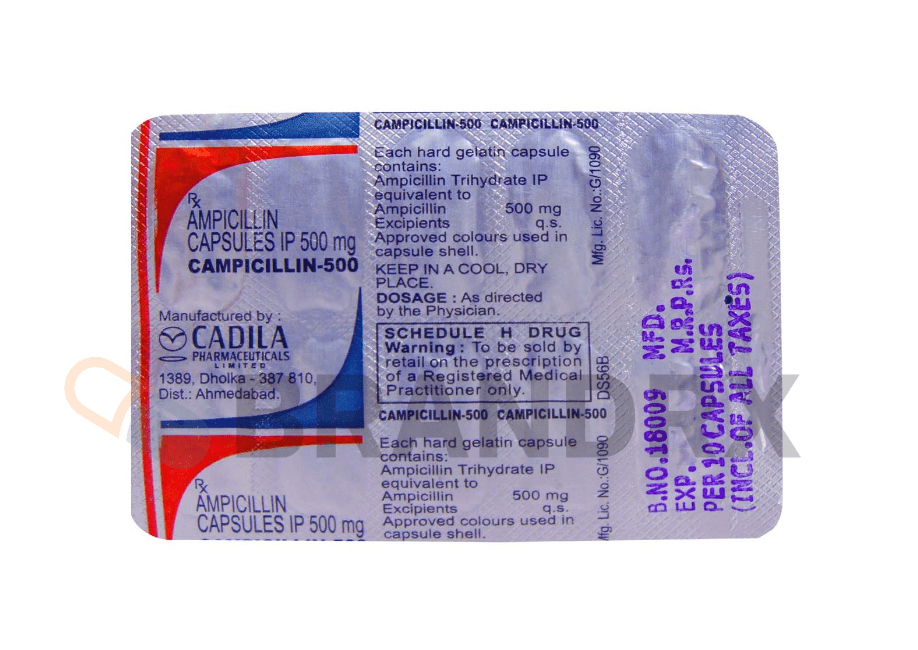 ℞
AMPICILLIN
CAPSULES IP 500 mg
CAMPICILLIN-500
Manufactured by :
CADILA
PHARMACEUTICALS
LIMITED
1389, Dholka - 387 810,
Dist.: Ahmedabad.
℞
AMPICILLIN
CAPSULES IP 500 mg
CAMPICILLIN-500
CAMPICILLIN-500 CAMPICILLIN-500
Each hard gelatin capsule
contains:
Ampicillin Trihydrate IP
equivalent to
Ampicillin 500 mg
Excipients q.s.
Approved colours used in
capsule shell.
KEEP IN A COOL, DRY
PLACE.
DOSAGE : As directed
by the Physician.
SCHEDULE H DRUG
Warning : To be sold by
retail on the prescription
of a Registered Medical
Practitioner only.
CAMPICILLIN-500 CAMPICILLIN-500
Each hard gelatin capsule
contains:
Ampicillin Trihydrate IP
equivalent to
Ampicillin 500 mg
Excipients q.s.
Approved colours used in
capsule shell.
Mfg. Lic. No.:G/1090
DS56B
Mfg. Lic. No.:G/1090
B.NO.18009 MFD.
EXP. M.R.P.Rs.
PER 10 CAPSULES
(INCL.OF ALL TAXES)
BRANDRX